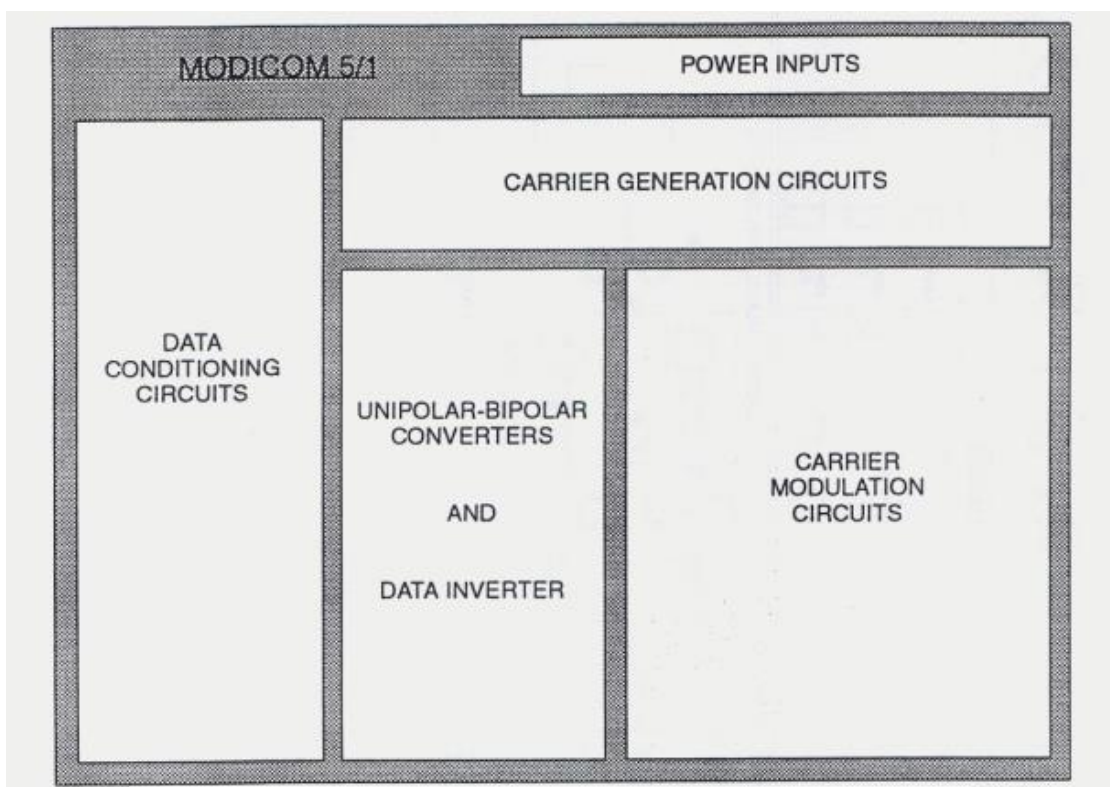 MODICOM 5/1
POWER INPUTS
CARRIER GENERATION CIRCUITS
DATA
CONDITIONING
CIRCUITS
UNIPOLAR-BIPOLAR
CONVERTERS
AND
DATA INVERTER
CARRIER
MODULATION
CIRCUITS